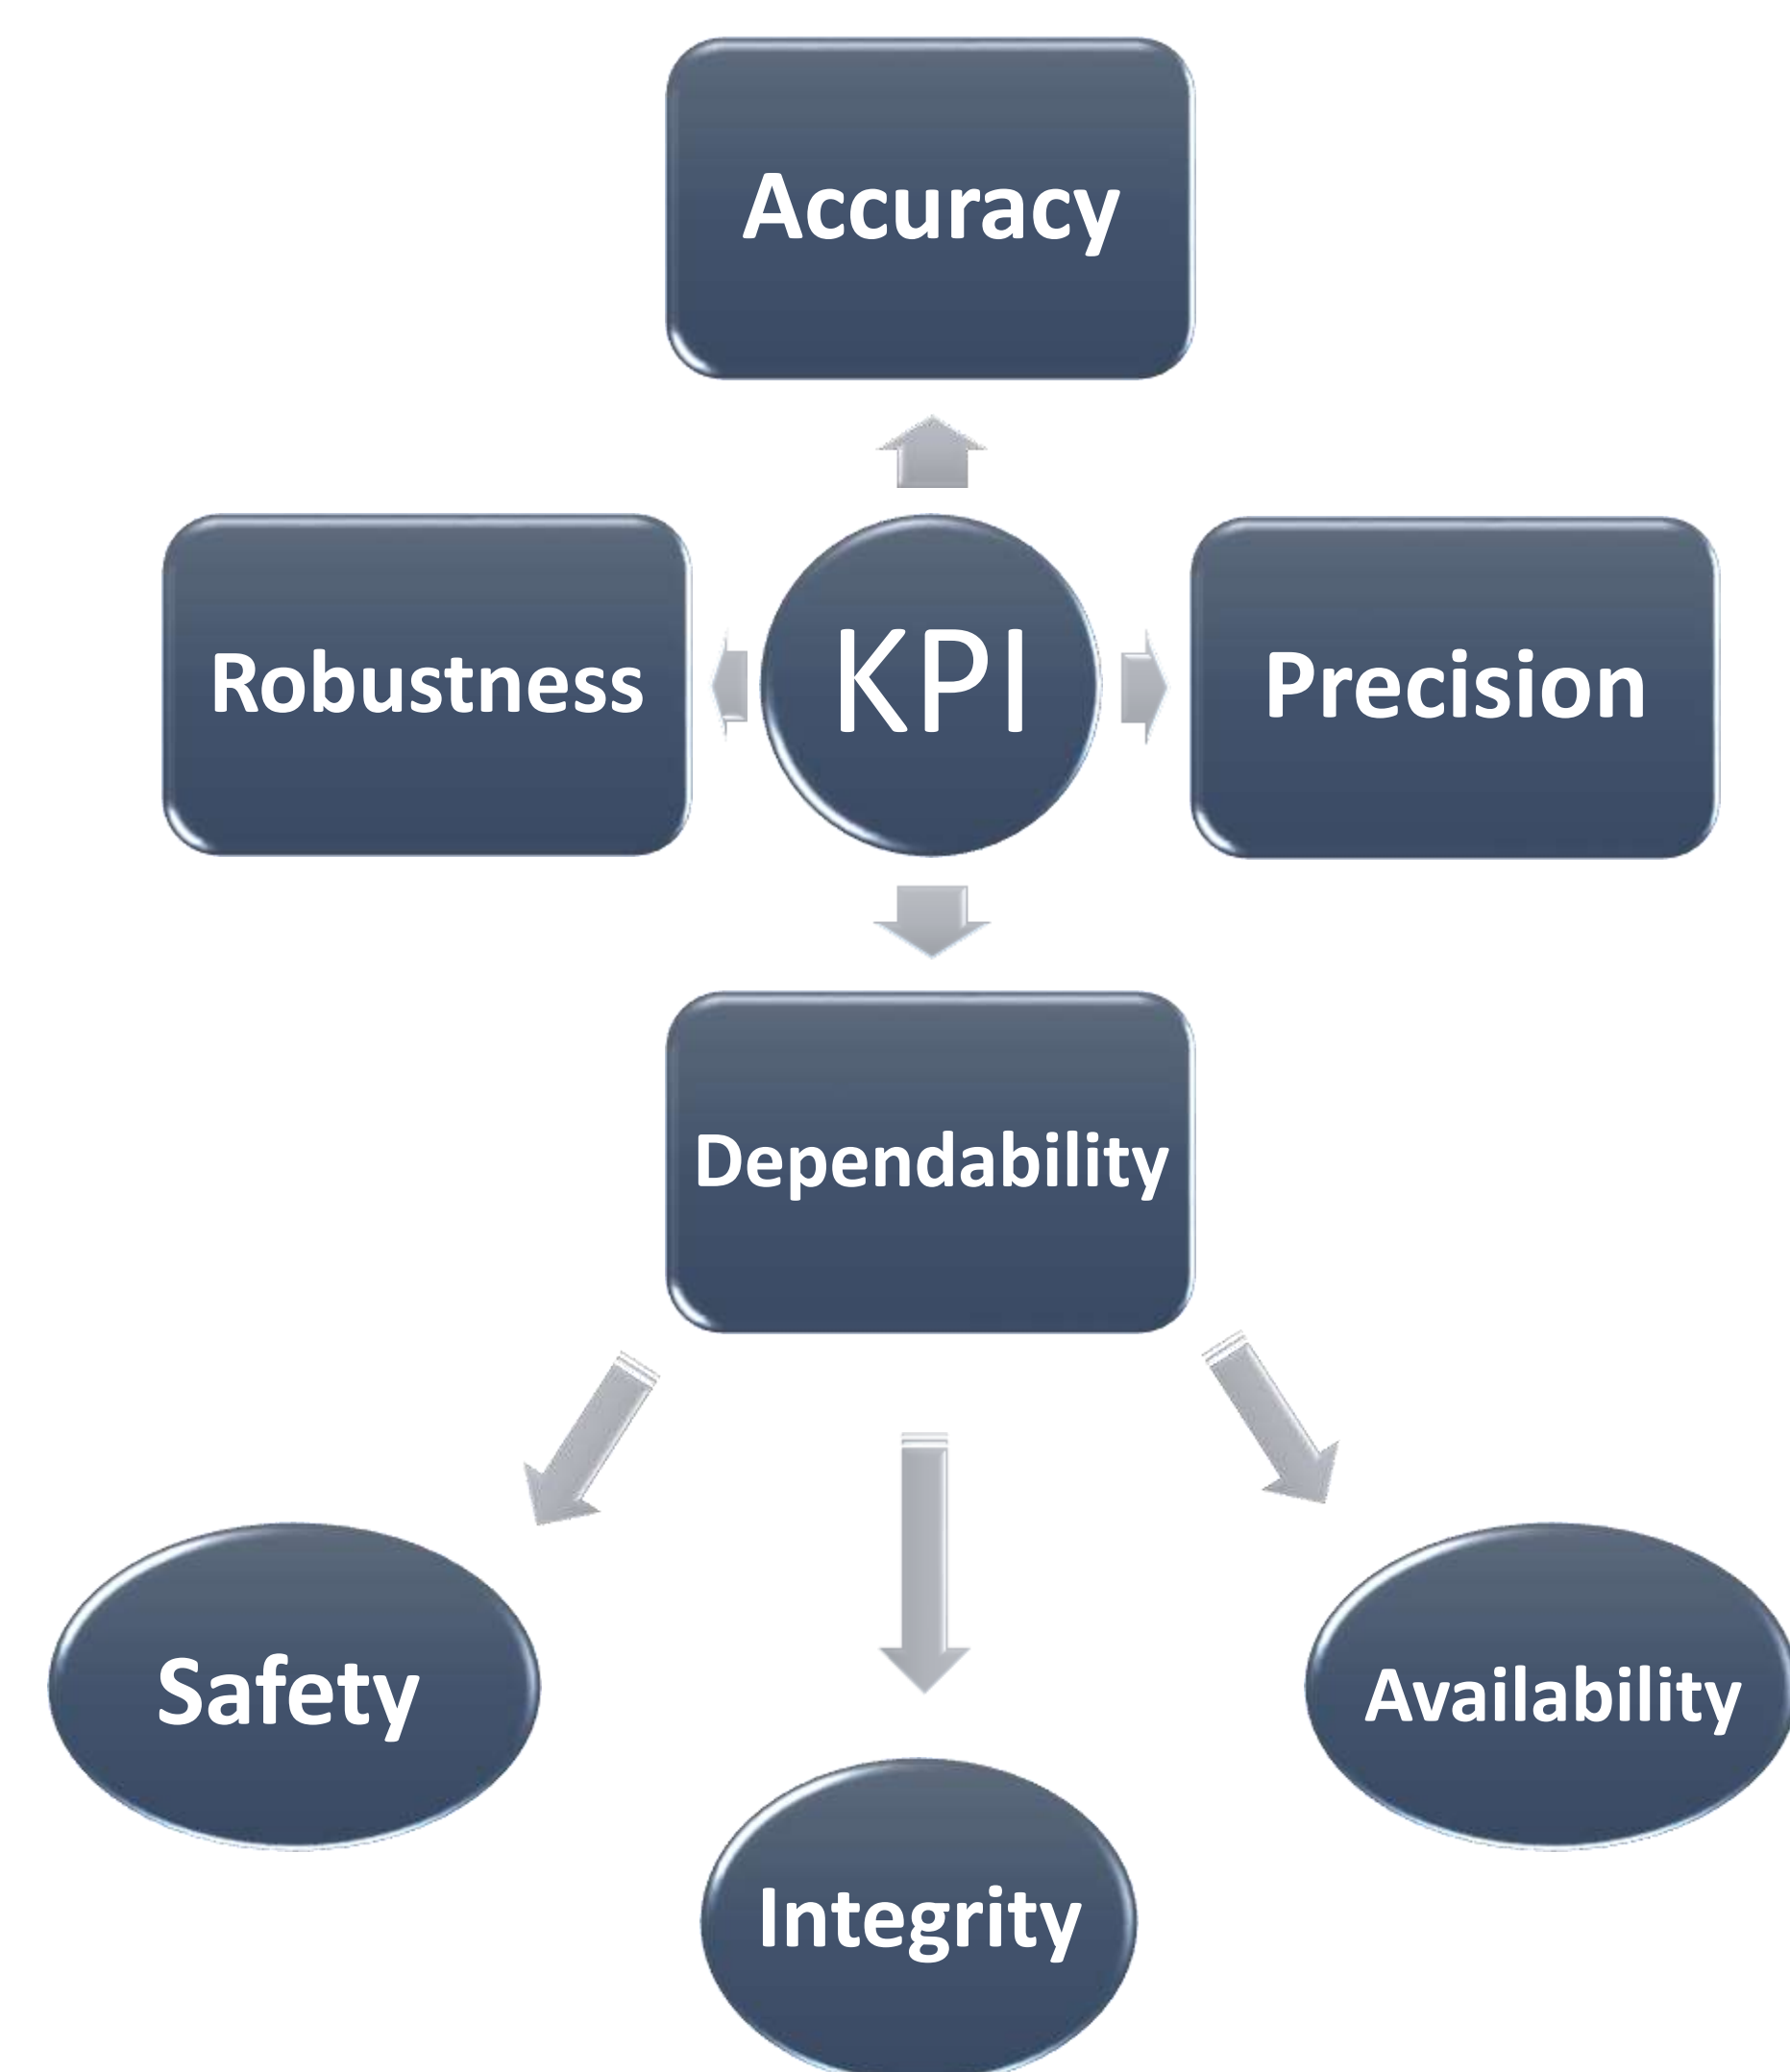 Accuracy
Robustness
KPI
Precision
Dependability
Safety
Availability
Integrity